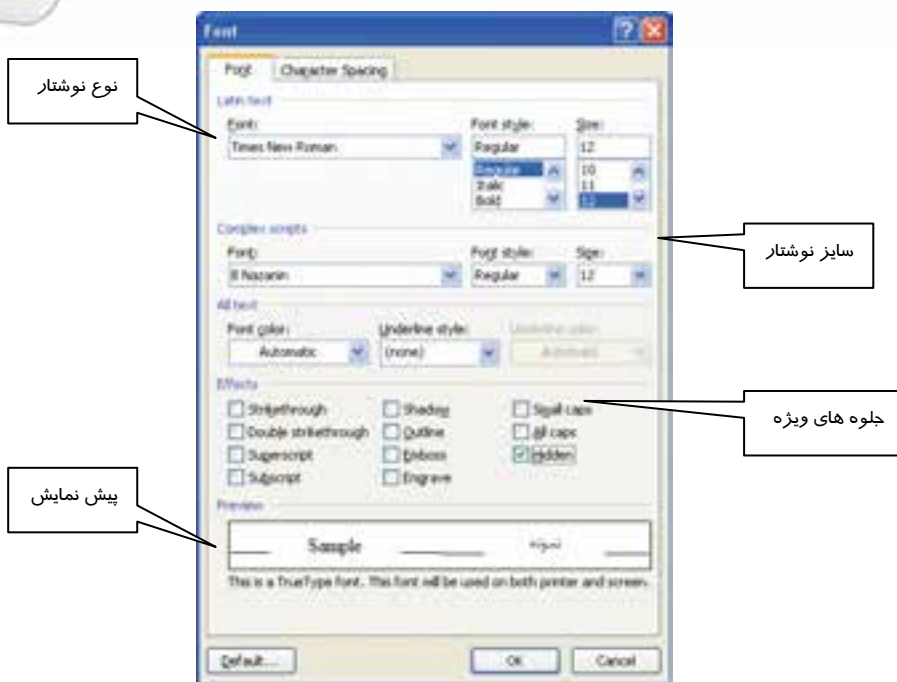 Font
Font Character Spacing
نوع نوشتار
Latin text
Font: Font style: Size:
Times New Roman Regular 12
Regular 10
Italic 11
Bold 12
Complex scripts
Font: Font style: Size:
B Nazanin Regular 12
سایز نوشتار
All text
Font color: Underline style: Underline color:
Automatic (none) Automatic
Effects
Strikethrough Shadow Small caps
Double strikethrough Outline All caps
Superscript Emboss Hidden
Subscript Engrave
جلوه های ویژه
پیش نمایش
Preview
Sample نمونه
This is a TrueType font. This font will be used on both printer and screen.
Default... OK Cancel